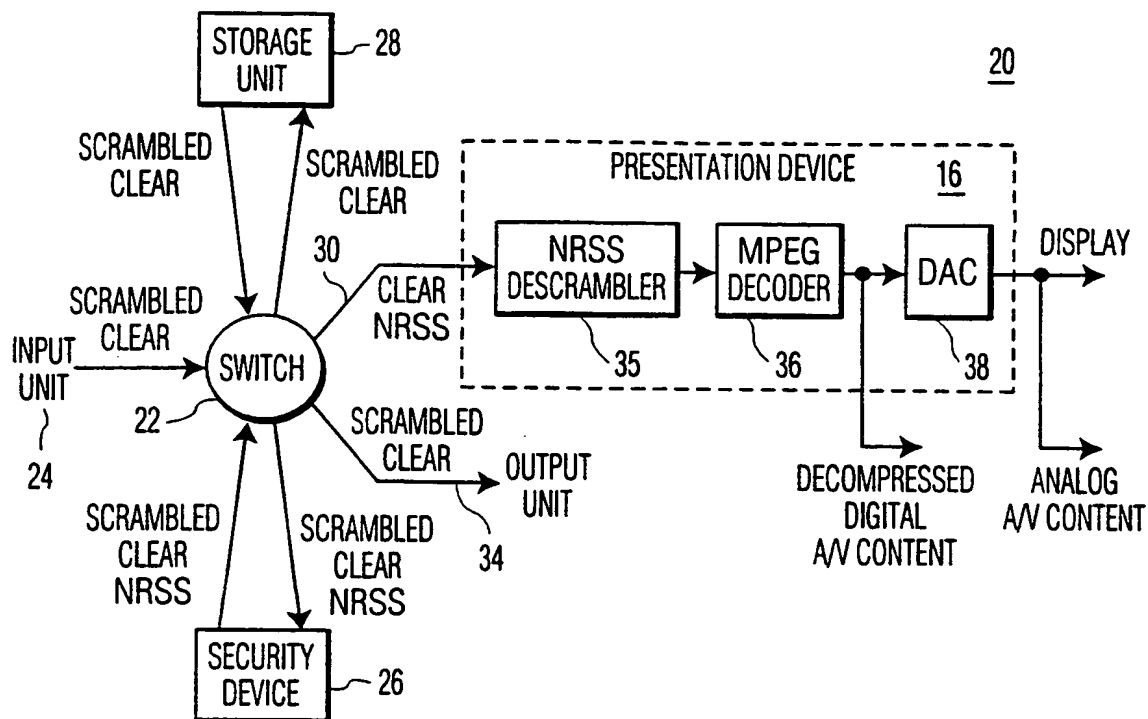 STORAGE
UNIT
28
20
SCRAMBLED
CLEAR
SCRAMBLED
CLEAR
PRESENTATION DEVICE
16
30
CLEAR
NRSS
NRSS
DESCRAMBLER
35
MPEG
DECODER
36
DAC
38
DISPLAY
SCRAMBLED
CLEAR
INPUT
UNIT
24
SWITCH
22
SCRAMBLED
CLEAR
34
OUTPUT
UNIT
DECOMPRESSED
DIGITAL
A/V CONTENT
ANALOG
A/V CONTENT
SCRAMBLED
CLEAR
NRSS
SCRAMBLED
CLEAR
NRSS
SECURITY
DEVICE
26